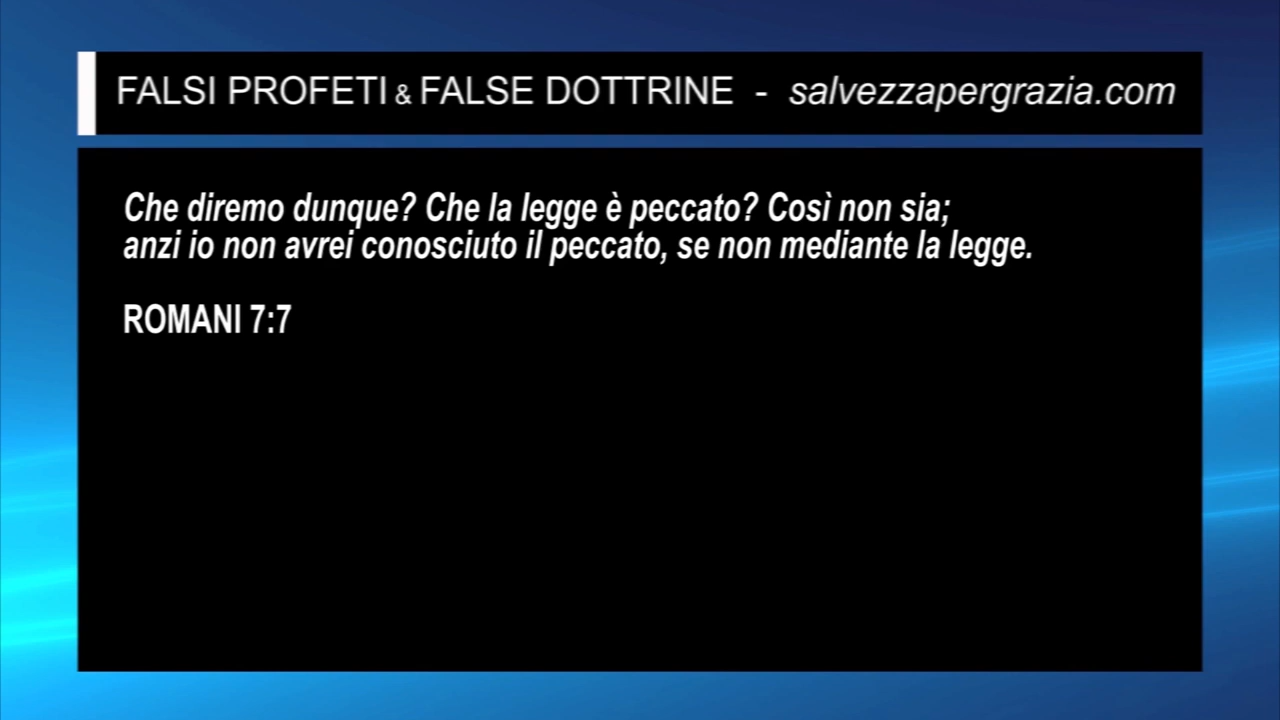 FALSI PROFETI & FALSE DOTTRINE - salvezzapergrazia.com
Che diremo dunque? Che la legge è peccato? Così non sia;
anzi io non avrei conosciuto il peccato, se non mediante la legge.
ROMANI 7:7